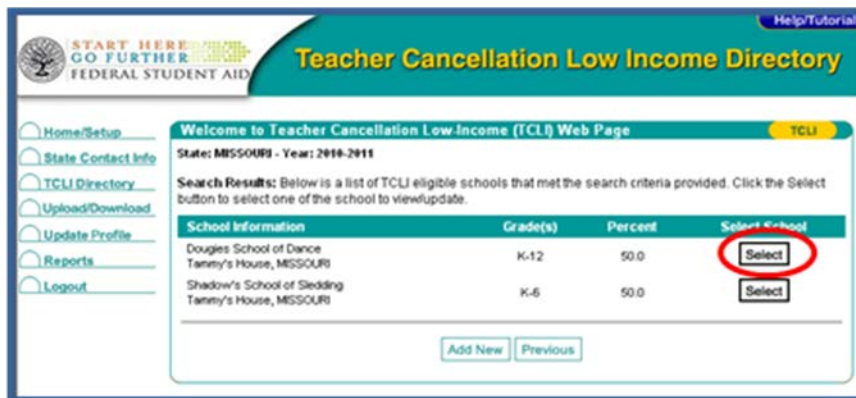 Help/Tutorial
START HERE
GO FURTHER
FEDERAL STUDENT AID
Teacher Cancellation Low Income Directory
Home/Setup
State Contact Info
TCLI Directory
Upload/Download
Update Profile
Reports
Logout
Welcome to Teacher Cancellation Low-Income (TCLI) Web Page
TCLI
State: MISSOURI - Year: 2010-2011
Search Results: Below is a list of TCLI eligible schools that met the search criteria provided. Click the Select
button to select one of the school to view/update.
School Information Grade(s) Percent Select School
Dougies School of Dance
Tammy's House, MISSOURI
K-12 50.0 Select
Shadow's School of Sledding
Tammy's House, MISSOURI
K-6 50.0 Select
Add New Previous